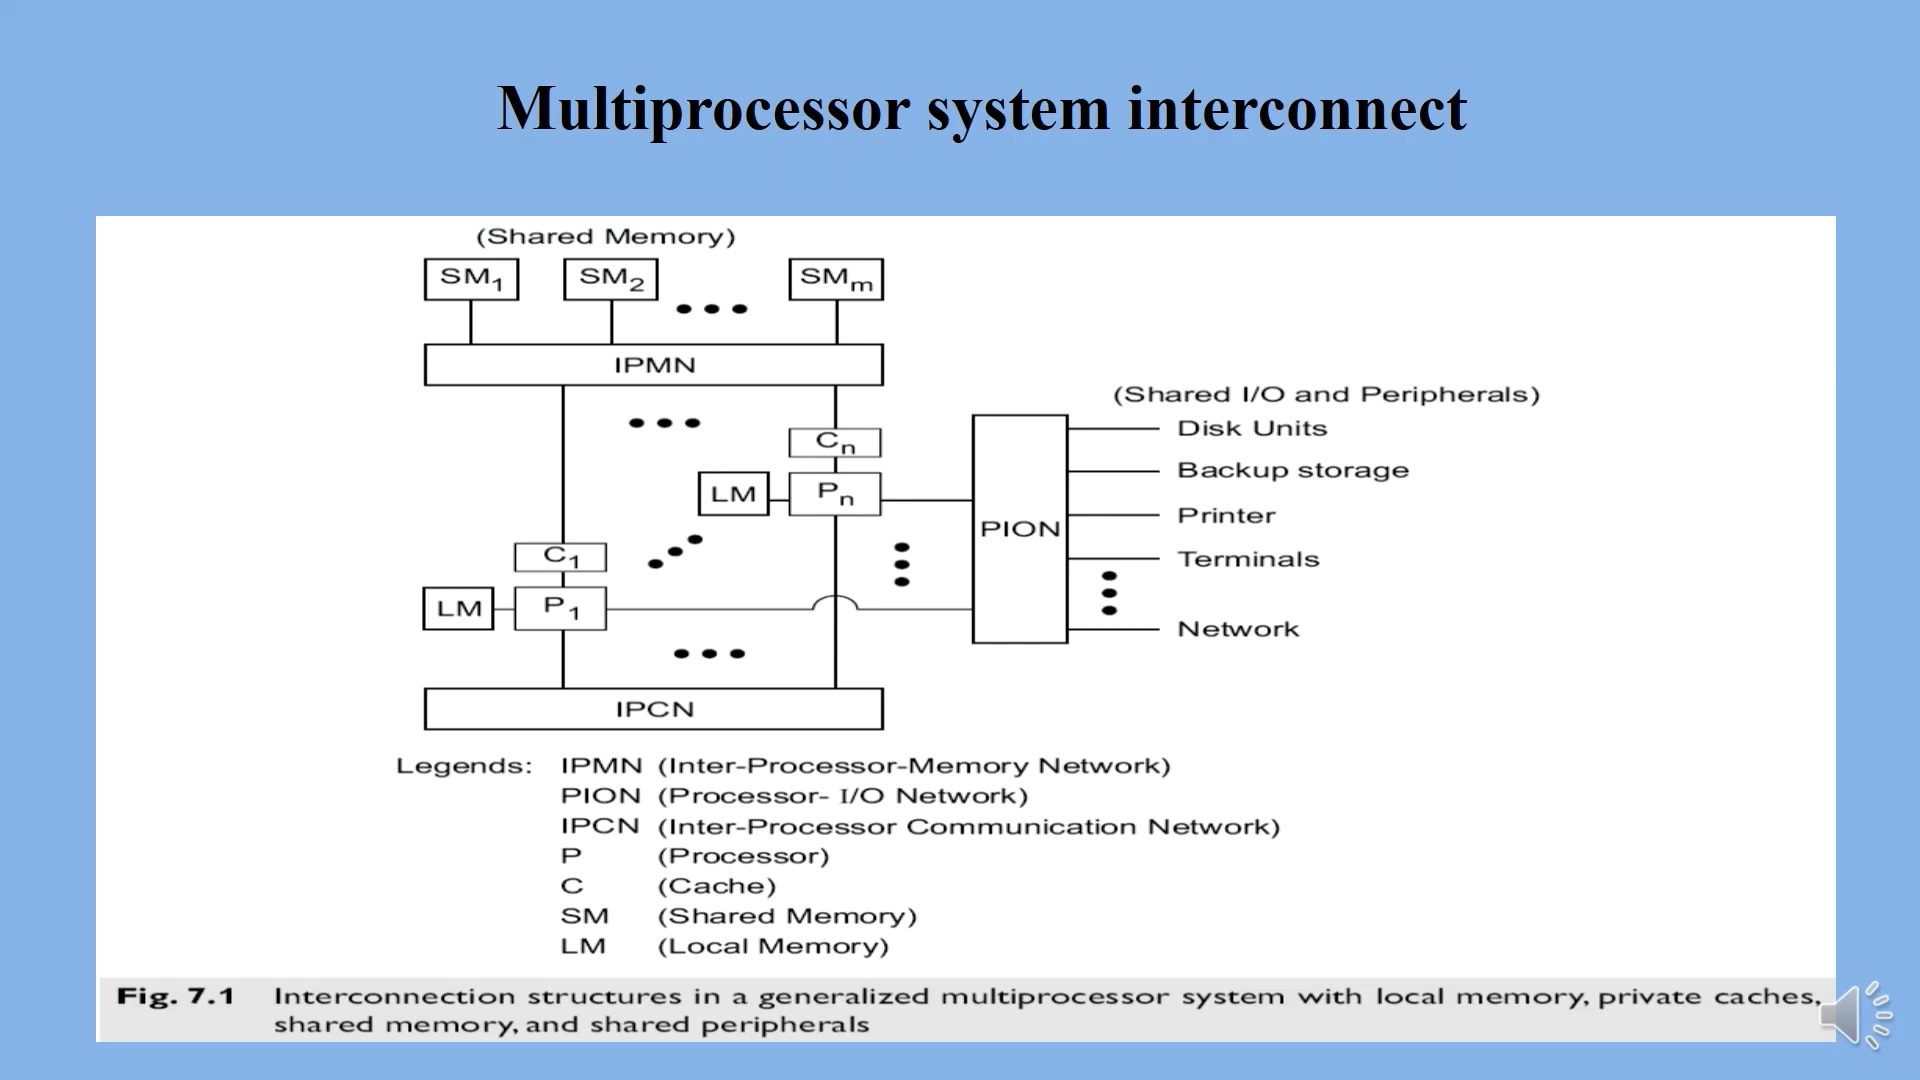 Multiprocessor system interconnect
(Shared Memory)
SM1 SM2 SMm
IPMN
(Shared I/O and Peripherals)
Disk Units
Cn
Backup storage
LM Pn
Printer
PION
Terminals
C1
LM P1
Network
IPCN
Legends: IPMN (Inter-Processor-Memory Network)
PION (Processor- I/O Network)
IPCN (Inter-Processor Communication Network)
P (Processor)
C (Cache)
SM (Shared Memory)
LM (Local Memory)
Fig. 7.1 Interconnection structures in a generalized multiprocessor system with local memory, private caches,
shared memory, and shared peripherals